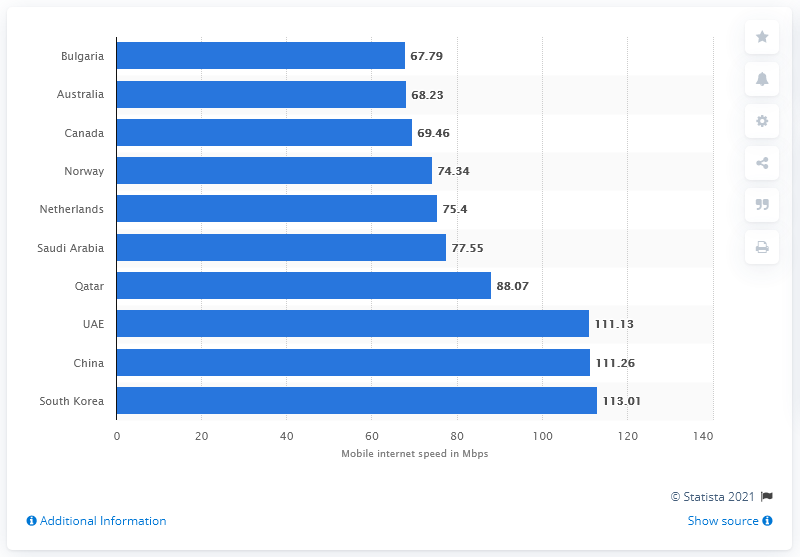 Bulgaria 67.79
Australia 68.23
Canada 69.46
Norway 74.34
Netherlands 75.4
Saudi Arabia 77.55
Qatar 88.07
UAE 111.13
China 111.26
South Korea 113.01
0 20 40 60 80 100 120 140
Mobile internet speed in Mbps
© Statista 2021
Additional Information Show source